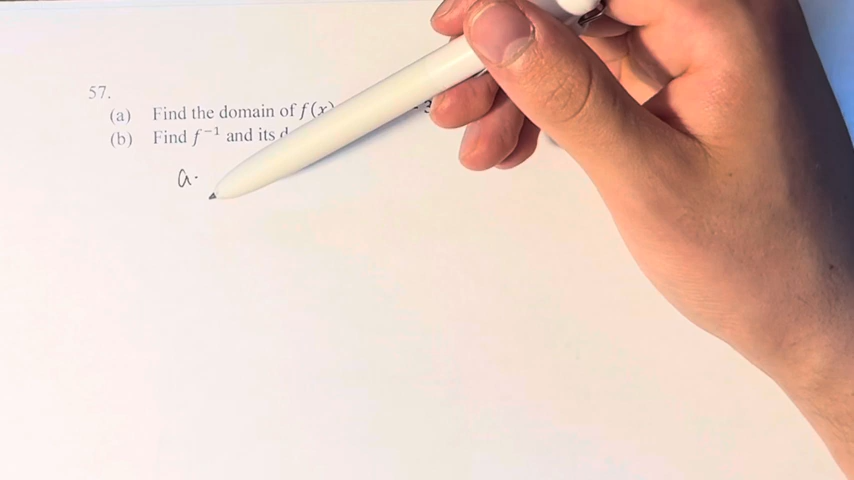 57.
(a) Find the domain of f(x)
(b) Find f⁻¹ and its
a.